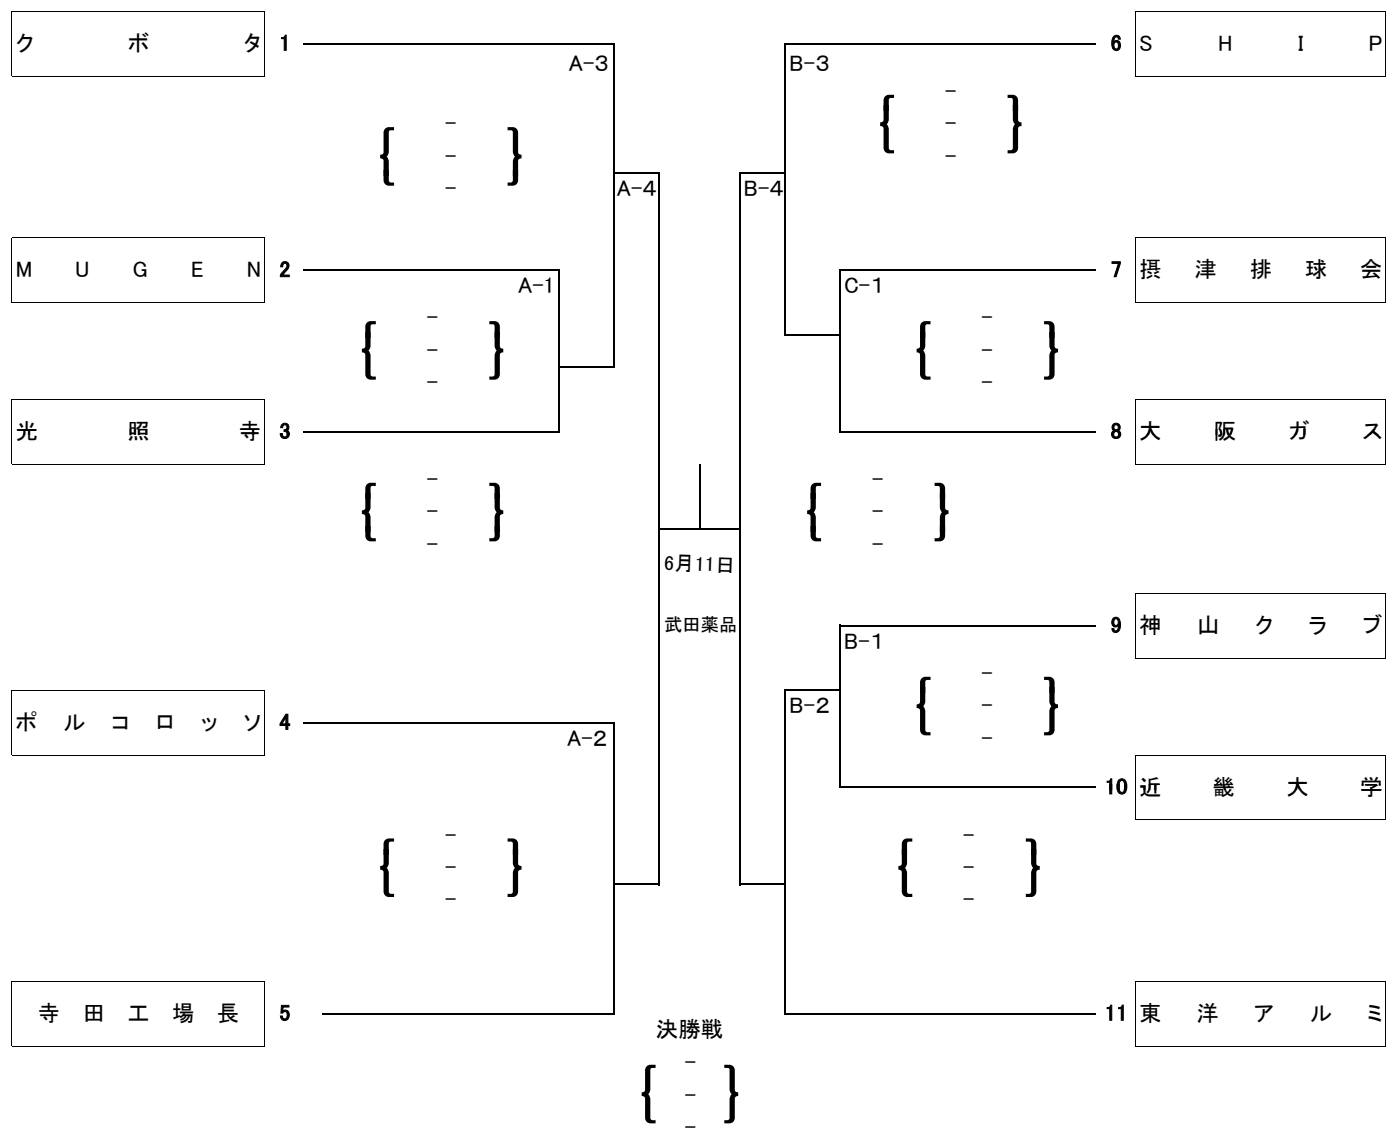 クボタ 1 6 SHIP
A-3 B-3
{ - - - } { - - - }
A-4 B-4
MUGEN 2 7 摂津排球会
A-1 C-1
{ - - - } { - - - }
光照寺 3 8 大阪ガス
{ - - - } { - - - }
6月11日
武田薬品
9 神山クラブ
B-1
{ - - - }
B-2
ポルコロッソ 4
A-2
10 近畿大学
{ - - - } { - - - }
寺田工場長 5 11 東洋アルミ
決勝戦
{ - - - }